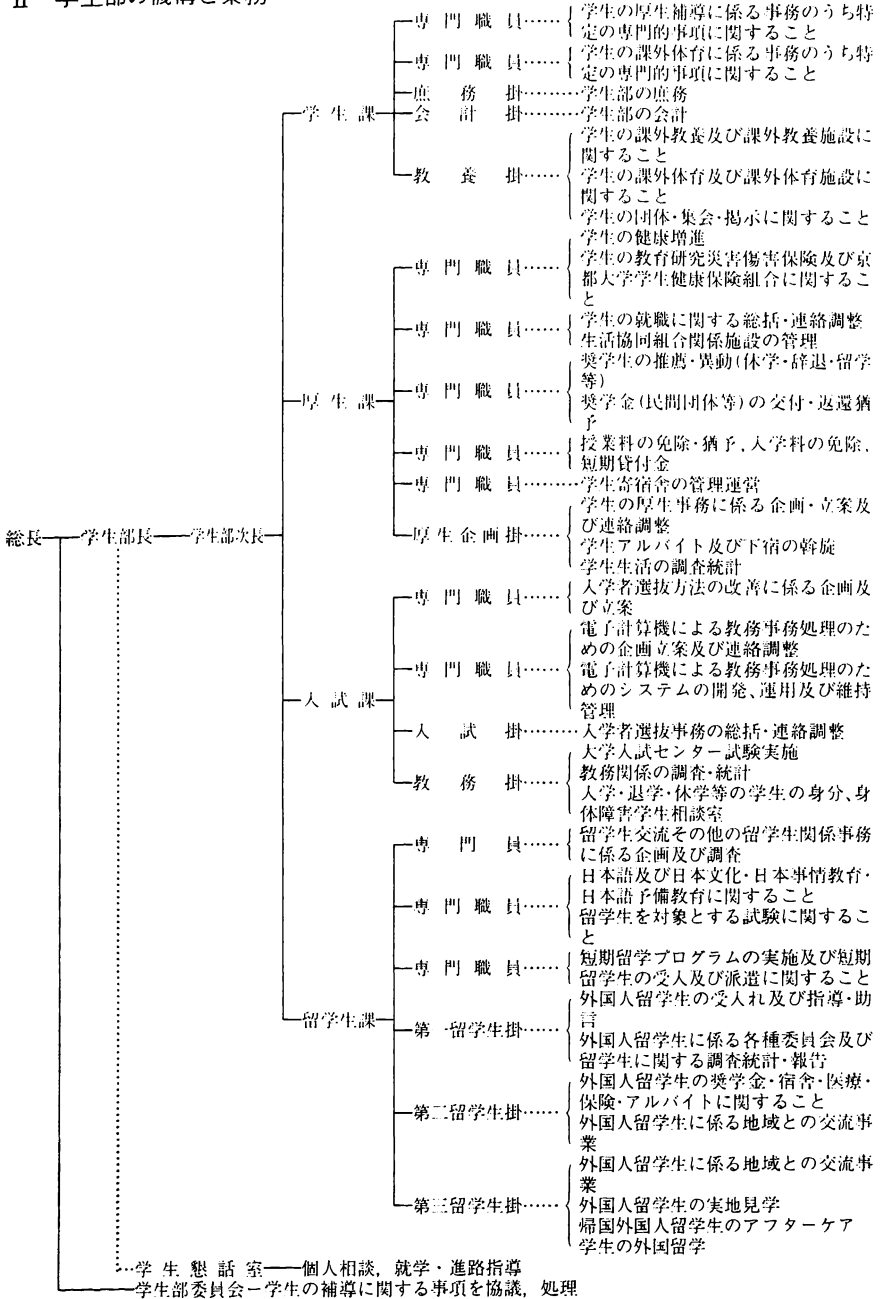 II 学生部の機構と業務
専門職員……学生の厚生補導に係る事務のうち特
定の専門的事項に関すること
専門職員……学生の課外体育に係る事務のうち特
定の専門的事項に関すること
庶務掛………学生部の庶務
学生課
会計掛………学生部の会計
学生の課外教養及び課外教養施設に
関すること
教養掛……学生の課外体育及び課外体育施設に
関すること
学生の団体・集会・掲示に関すること
学生の健康増進
専門職員……学生の教育研究災害傷害保険及び京
都大学学生健康保険組合に関するこ
と
専門職員……学生の就職に関する総括・連絡調整
生活協同組合関係施設の管理
奨学生の推薦・異動(休学・辞退・留学
等)
厚生課
専門職員……奨学金(民間団体等)の交付・返還猶
予
専門職員……授業料の免除・猶予，入学料の免除，
短期貸付金
専門職員………学生寄宿舎の管理運営
学生の厚生事務に係る企画・立案及
び連絡調整
総長 学生部長 学生部次長
厚生企画掛……学生アルバイト及び下宿の斡旋
学生生活の調査統計
専門職員……入学者選抜方法の改善に係る企画及
び立案
電子計算機による教務事務処理のた
めの企画立案及び連絡調整
専門職員……電子計算機による教務事務処理のた
めのシステムの開発、運用及び維持
管理
入試課
入試掛………入学者選抜事務の総括・連絡調整
大学入試センター試験実施
教務掛……教務関係の調査・統計
入学・退学・休学等の学生の身分、身
体障害学生相談室
専門員……留学生交流その他の留学生関係事務
に係る企画及び調査
日本語及び日本文化・日本事情教育・
日本語予備教育に関すること
専門職員……留学生を対象とする試験に関するこ
と
専門職員……短期留学プログラムの実施及び短期
留学生の受入及び派遣に関すること
外国人留学生の受入れ及び指導・助
言
留学生課
第一留学生掛……外国人留学生に係る各種委員会及び
留学生に関する調査統計・報告
外国人留学生の奨学金・宿舎・医療・
保険・アルバイトに関すること
第二留学生掛……外国人留学生に係る地域との交流事
業
外国人留学生に係る地域との交流事
業
第三留学生掛……外国人留学生の実地見学
帰国外国人留学生のアフターケア
学生の外国留学
学生懇話室 個人相談，就学・進路指導
学生部委員会 学生の補導に関する事項を協議，処理